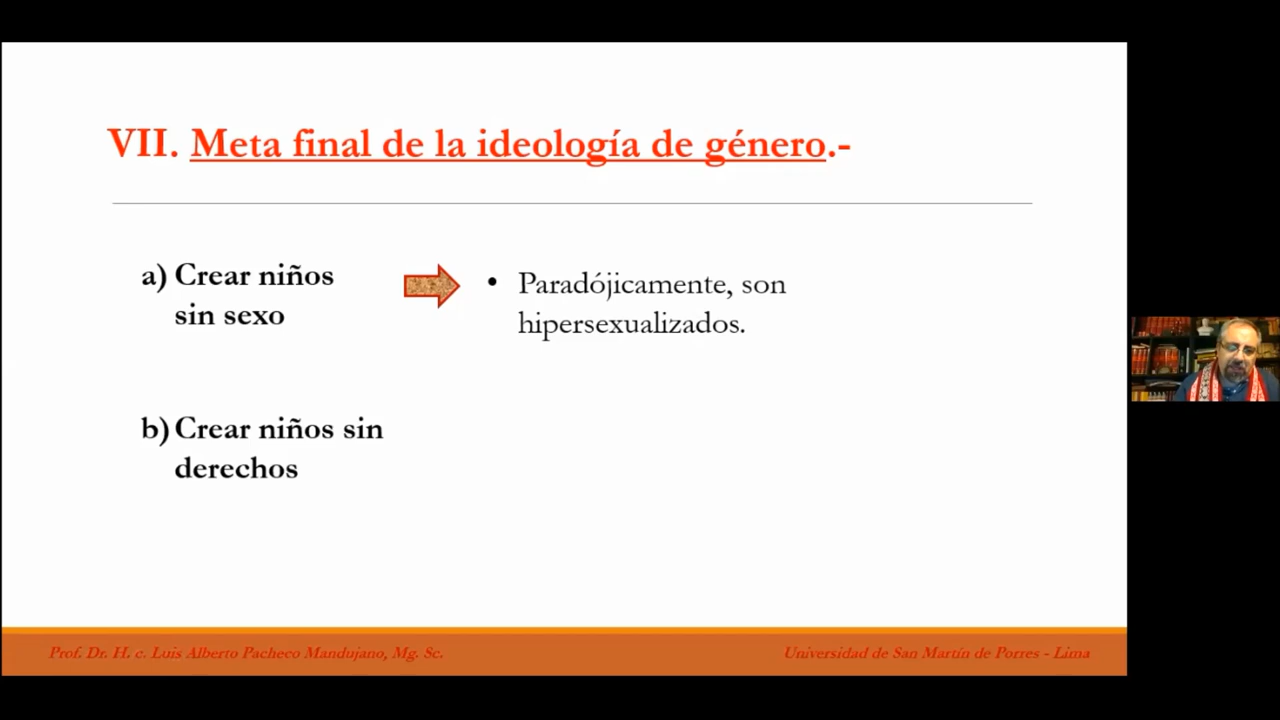 VII. Meta final de la ideología de género.-
a) Crear niños
sin sexo
• Paradójicamente, son
hipersexualizados.
b) Crear niños sin
derechos
Prof. Dr. H. c. Luis Alberto Pacheco Mandujano, Mg. Sc.
Universidad de San Martín de Porres - Lima